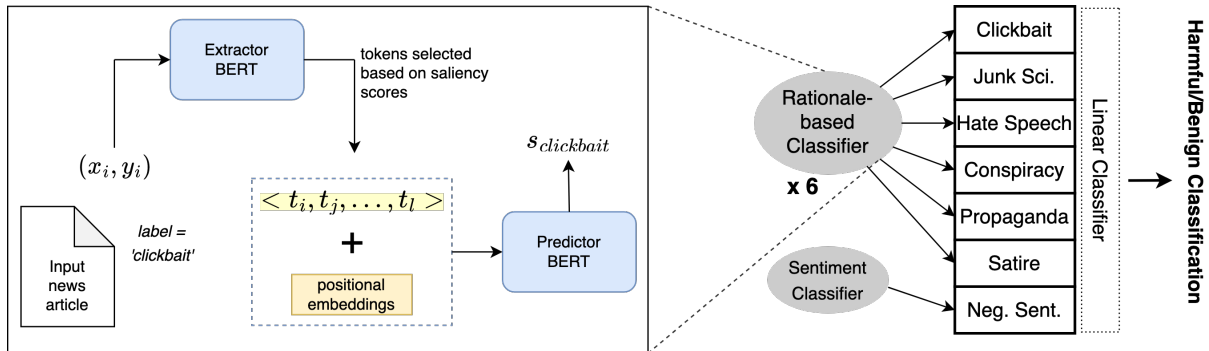 Extractor
BERT
tokens selected
based on saliency
scores
(x_i, y_i)
label =
'clickbait'
Input
news
article
< t_i, t_j, . . . , t_l >
+
positional
embeddings
s_{clickbait}
Predictor
BERT
Rationale-
based
Classifier
x 6
Sentiment
Classifier
Clickbait
Junk Sci.
Hate Speech
Conspiracy
Propaganda
Satire
Neg. Sent.
Linear Classifier
Harmful/Benign Classification